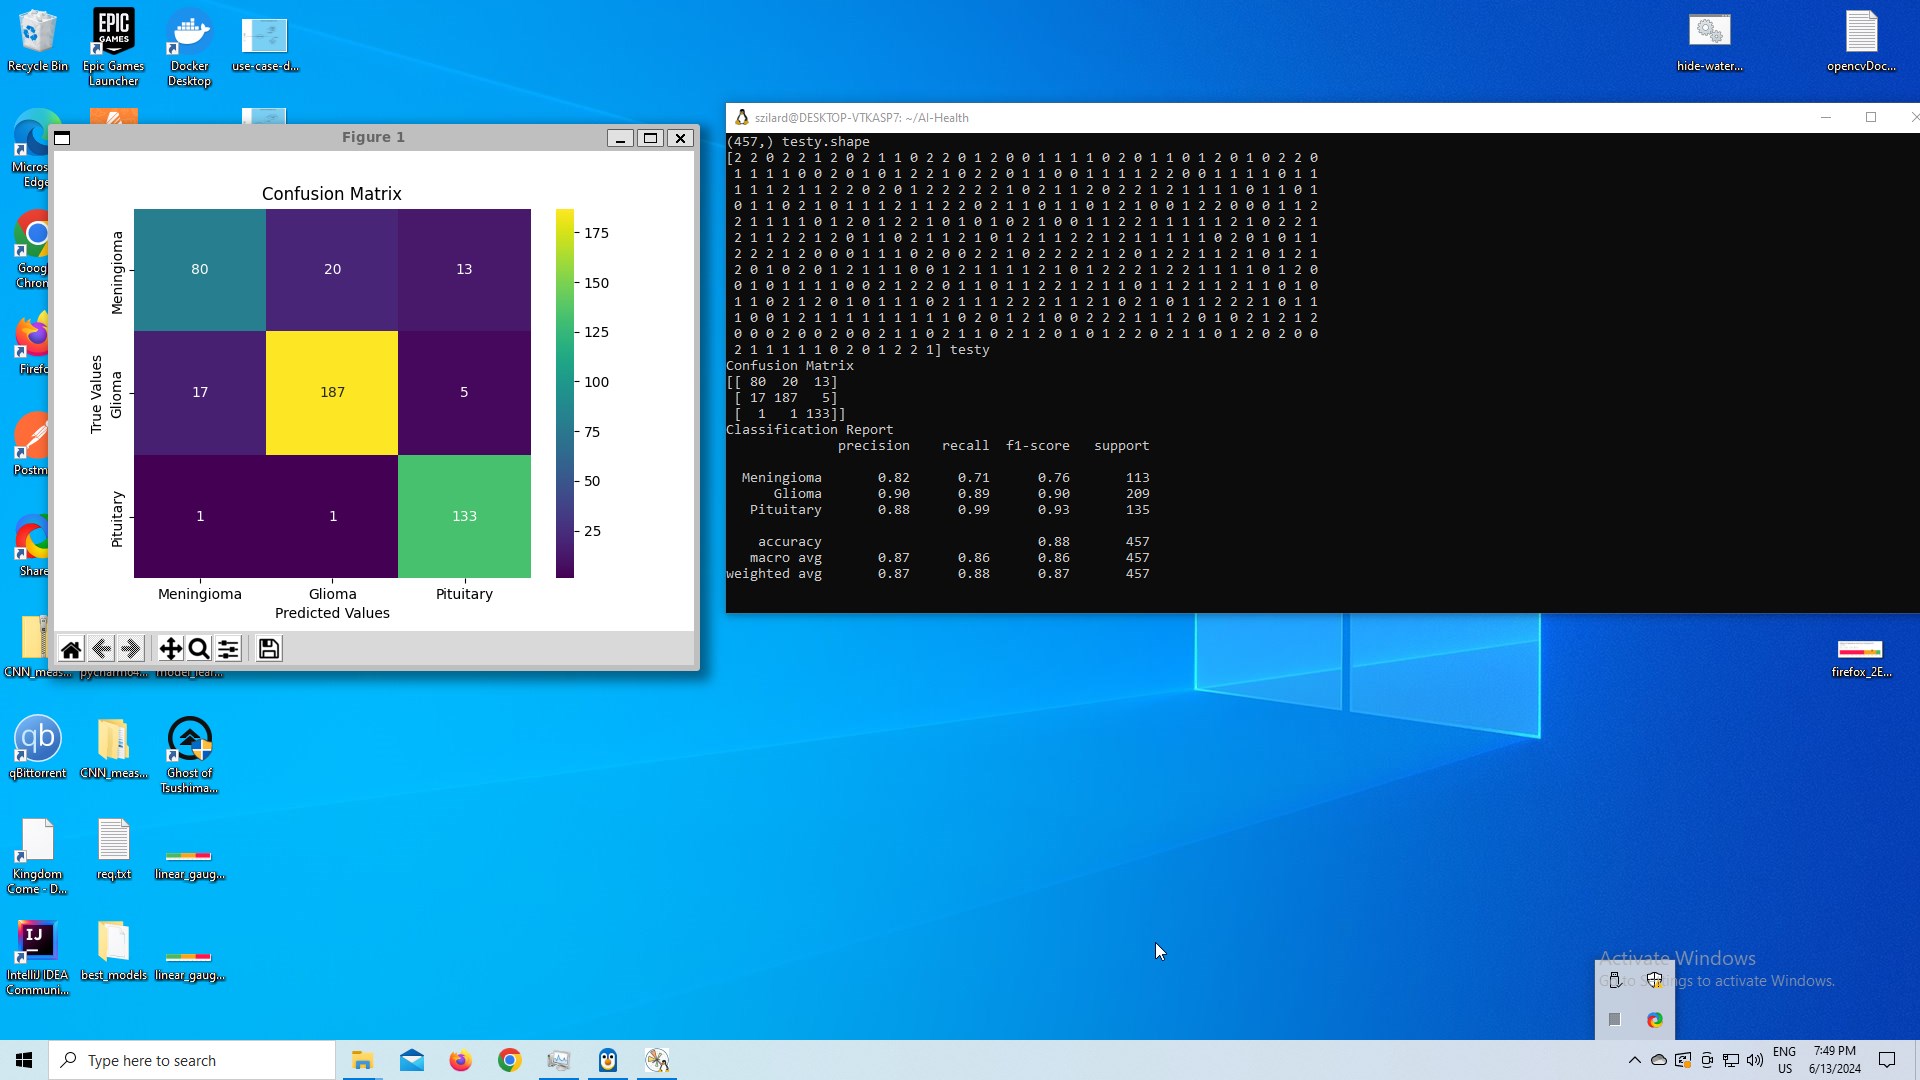 Recycle Bin
Epic Games
Launcher
Docker
Desktop
use-case-d...
hide-water...
opencvDoc...
EPIC
GAMES
Edge
CNN_meas...
pycharm64...
qBittorrent
CNN_meas...
Ghost of
Tsushima...
Kingdom
Come - D...
req.txt
linear_gaug...
IntelliJ IDEA
Communi...
best_models
linear_gaug...
firefox_2E...
Figure 1
Confusion Matrix
True Values
Meningioma
Glioma
Pituitary
80 20 13
17 187 5
1 1 133
Meningioma Glioma Pituitary
Predicted Values
175
150
125
100
75
50
25
szilard@DESKTOP-VTKASP7: ~/AI-Health
(457,) testy.shape
[2 2 0 2 2 1 2 0 2 1 1 0 2 2 0 1 2 0 0 1 1 1 1 0 2 0 1 1 0 1 2 0 1 0 2 2 0
1 1 1 1 0 0 2 0 1 0 1 2 2 1 0 2 2 0 1 1 0 0 1 1 1 1 2 2 0 0 1 1 1 1 0 1 1
1 1 1 2 1 1 2 2 0 2 0 1 2 2 2 2 2 1 0 2 1 1 2 0 2 2 1 2 1 1 1 1 0 1 1 0 1
0 1 1 0 2 1 0 1 1 1 2 1 1 2 2 0 2 1 1 0 1 1 0 1 2 1 0 0 1 2 2 0 0 0 1 1 2
2 1 1 1 1 0 1 2 0 1 2 2 1 0 1 0 1 0 2 1 0 0 1 1 2 2 1 1 1 1 1 1 2 1 0 2 2 1
2 1 1 2 2 1 2 0 1 1 0 2 1 1 2 1 0 1 2 1 1 2 2 1 2 1 1 1 1 1 0 2 0 1 0 1 1
2 2 2 1 2 0 0 0 1 1 1 0 2 0 0 2 2 1 0 2 2 2 2 1 2 0 1 2 2 1 1 2 1 0 1 2 1
2 0 1 0 2 0 1 2 1 1 1 0 0 1 2 1 1 1 1 2 1 0 1 2 2 2 1 2 2 1 1 1 1 0 1 2 0
0 1 0 1 1 1 1 0 0 2 1 2 2 0 1 1 0 1 1 2 2 1 2 1 1 0 1 1 2 1 1 2 1 1 0 1 0
1 1 0 2 1 2 0 1 0 1 1 1 0 2 1 1 1 2 2 2 1 1 2 1 0 2 1 0 1 1 2 2 2 1 0 1 1
1 0 0 1 2 1 1 1 1 1 1 1 1 1 0 2 0 1 2 1 0 0 2 2 2 1 1 1 2 0 1 0 2 1 2 1 2
0 0 0 2 0 0 2 0 0 2 1 1 0 2 1 1 0 2 1 2 0 1 0 1 2 2 0 2 1 1 0 1 2 0 2 0 0
2 1 1 1 1 1 0 2 0 1 2 2 1] testy
Confusion Matrix
[[ 80 20 13]
[ 17 187 5]
[ 1 1 133]]
Classification Report
precision recall f1-score support
Meningioma 0.82 0.71 0.76 113
Glioma 0.90 0.89 0.90 209
Pituitary 0.88 0.99 0.93 135
accuracy 0.88 457
macro avg 0.87 0.86 0.86 457
weighted avg 0.87 0.88 0.87 457
Activate Windows
Type here to search
ENG
US
7:49 PM
6/13/2024